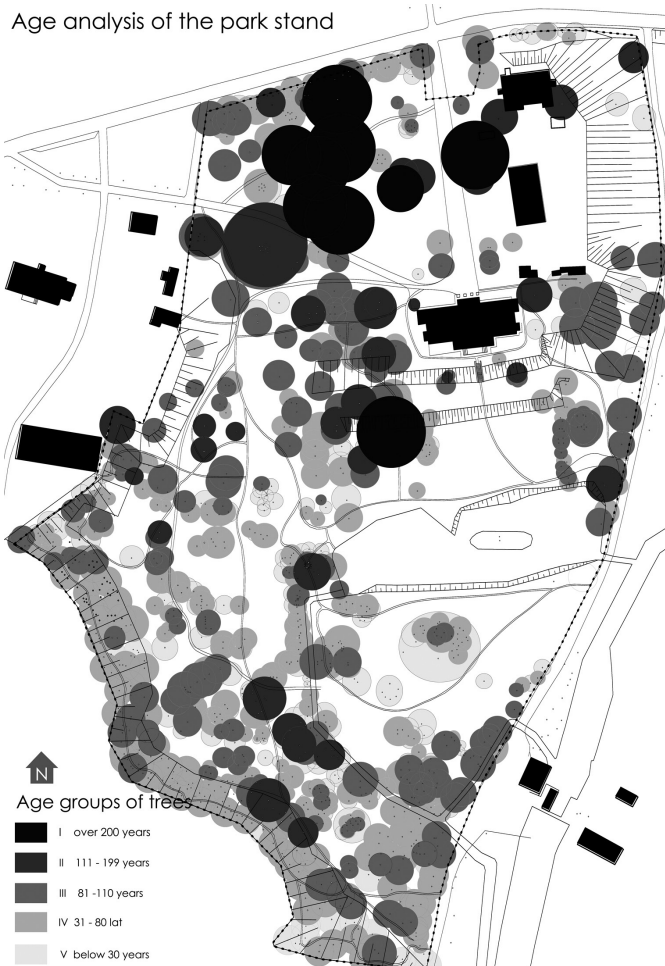 Age analysis of the park stand
N
Age groups of trees
I over 200 years
II 111 - 199 years
III 81 -110 years
IV 31 - 80 lat
V below 30 years